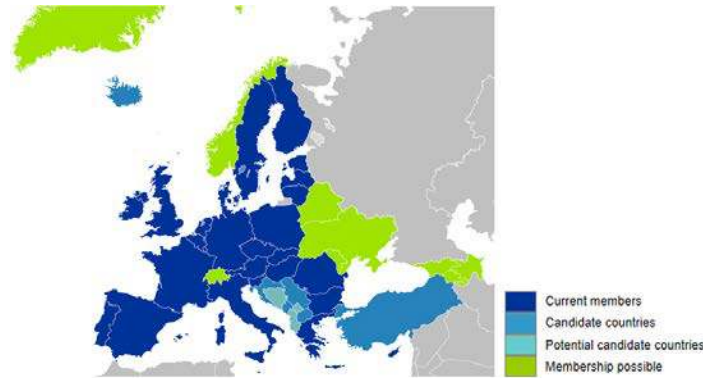 Current members
Candidate countries
Potential candidate countries
Membership possible